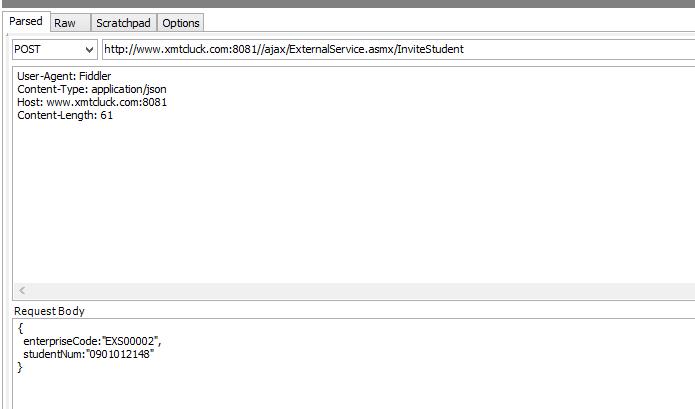 Parsed Raw Scratchpad Options
POST http://www.xmtcluck.com:8081//ajax/ExternalService.asmx/InviteStudent
User-Agent: Fiddler
Content-Type: application/json
Host: www.xmtcluck.com:8081
Content-Length: 61
Request Body
{
enterpriseCode:"EXS00002",
studentNum:"0901012148"
}